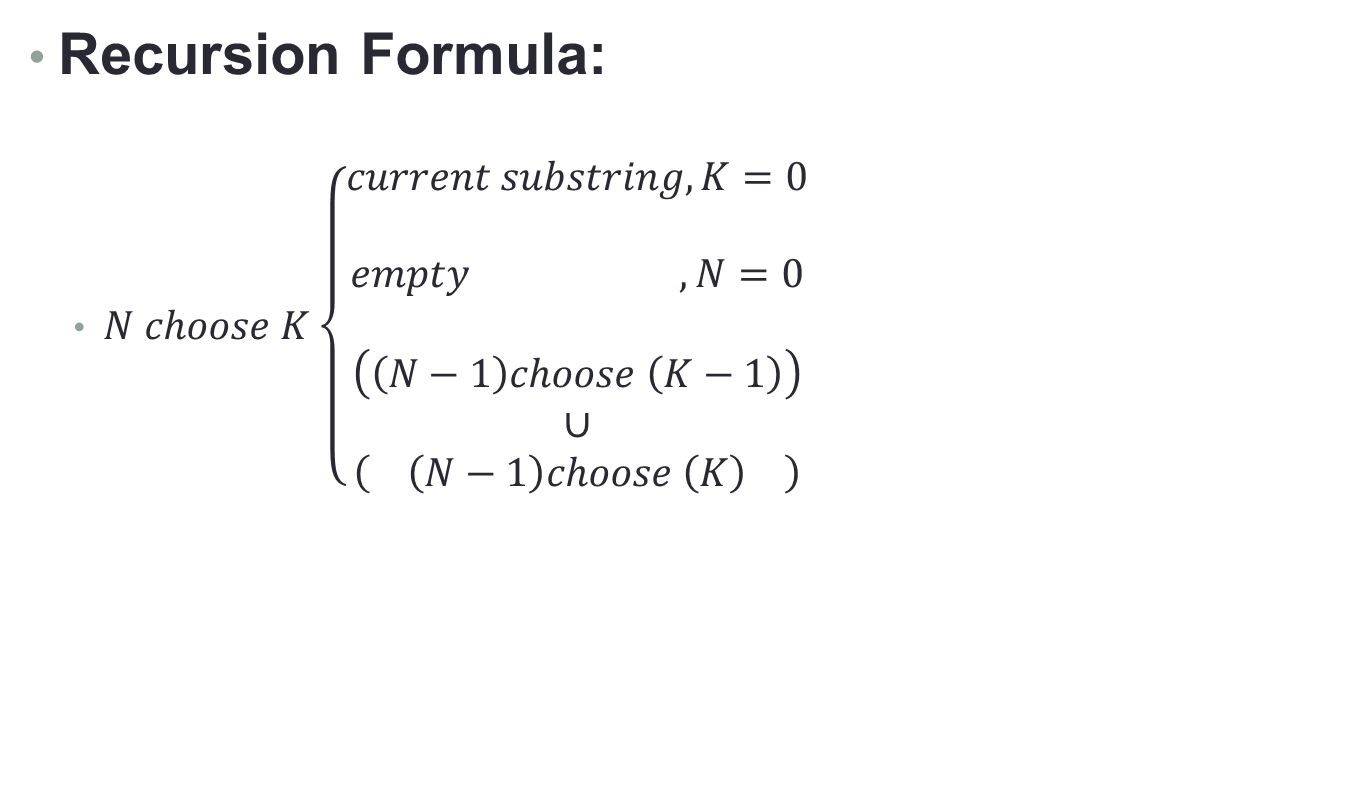 • Recursion Formula:
current substring, K = 0
empty , N = 0
• N choose K {
((N − 1)choose (K − 1))
∪
( (N − 1)choose (K) )